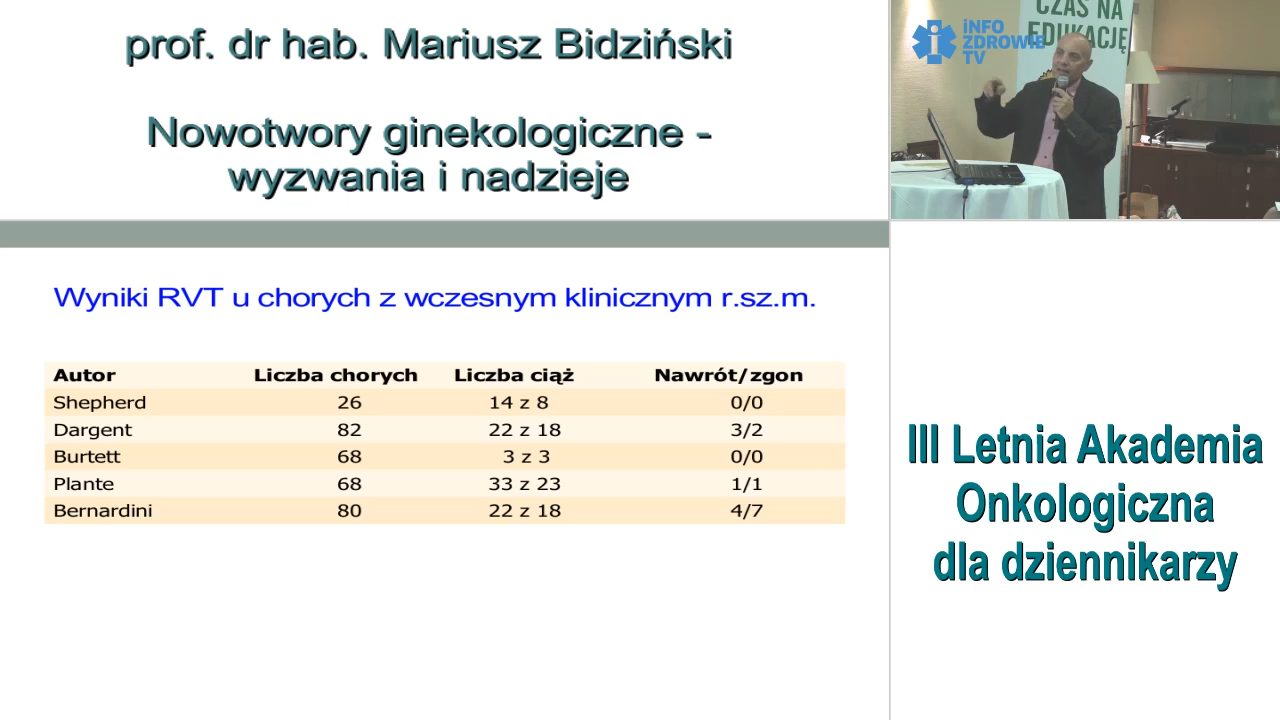 prof. dr hab. Mariusz Bidziński
Nowotwory ginekologiczne -
wyzwania i nadzieje
CZAS NA
EDUKACJĘ
iNFO
ZDROWIE
TV
Wyniki RVT u chorych z wczesnym klinicznym r.sz.m.
Autor Liczba chorych Liczba ciąż Nawrót/zgon
Shepherd 26 14 z 8 0/0
Dargent 82 22 z 18 3/2
Burtett 68 3 z 3 0/0
Plante 68 33 z 23 1/1
Bernardini 80 22 z 18 4/7
III Letnia Akademia
Onkologiczna
dla dziennikarzy